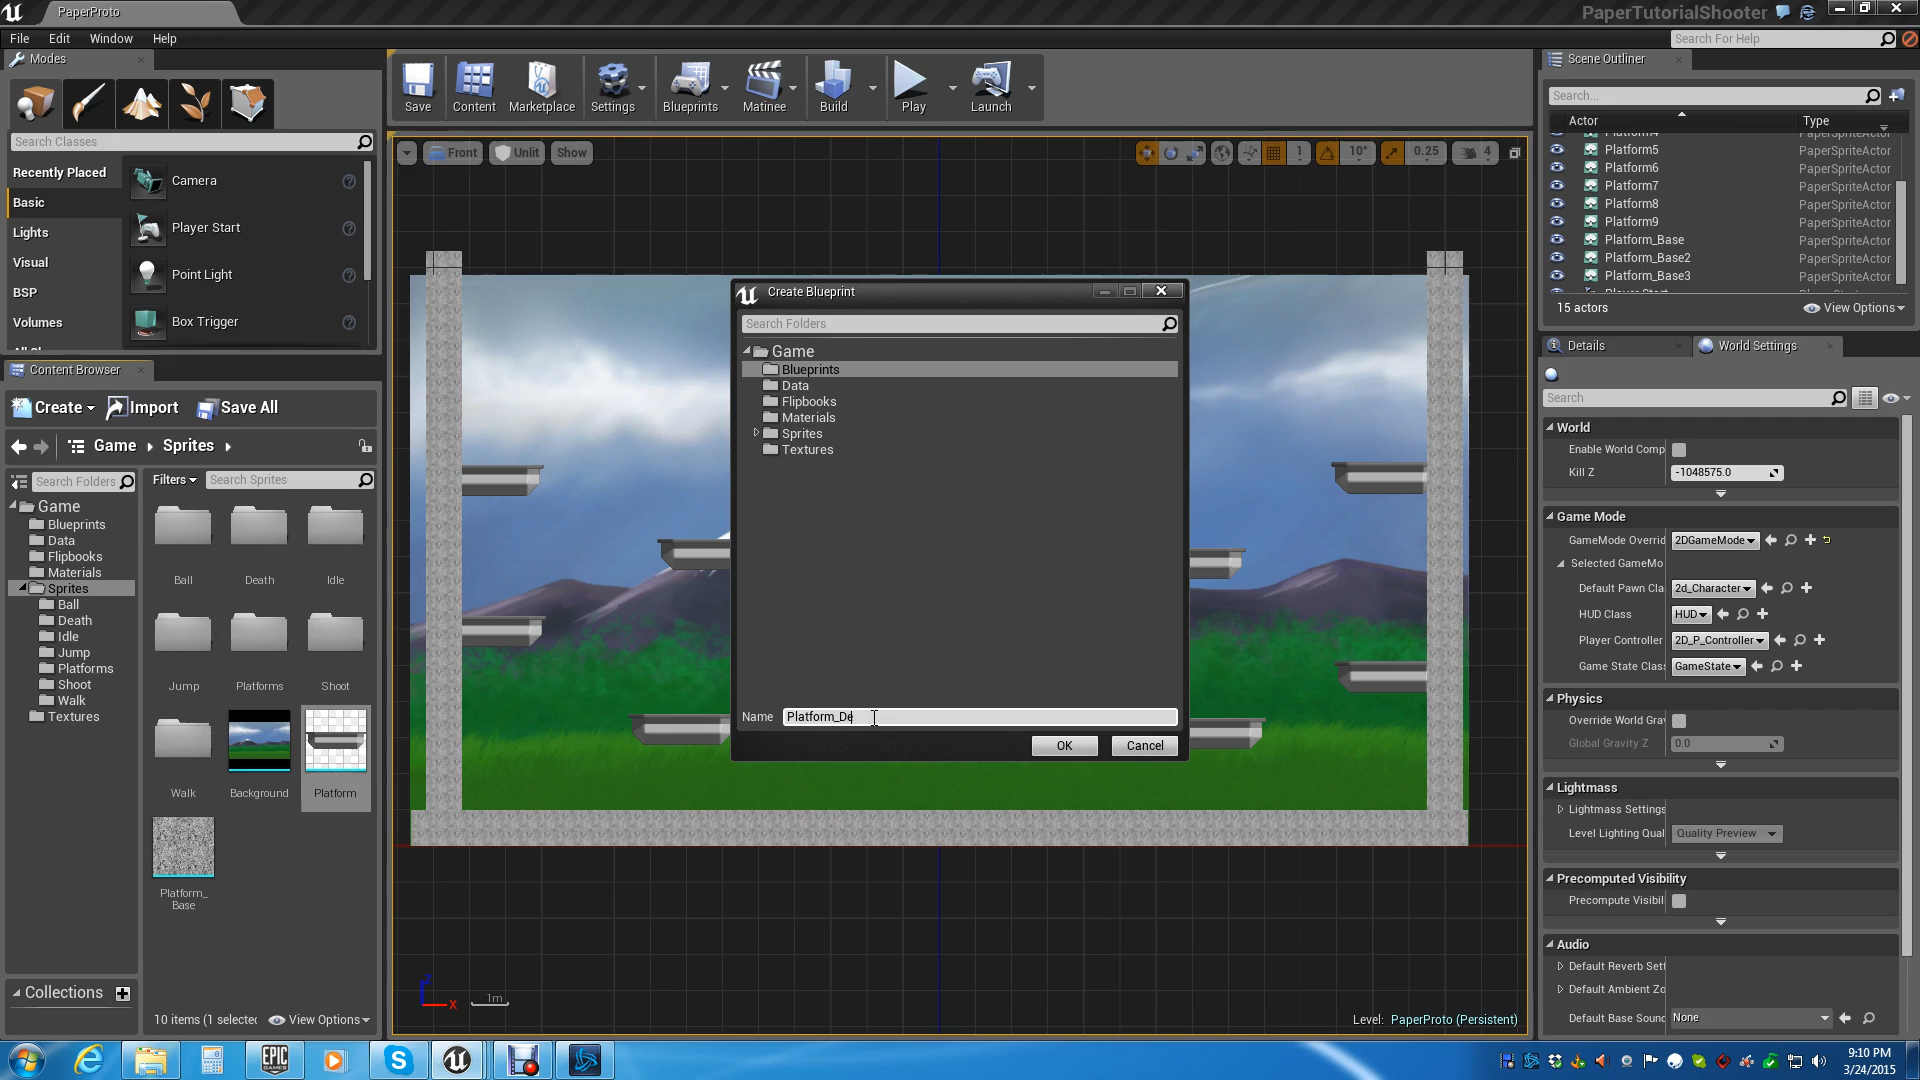 PaperProto
PaperTutorialShooter
File Edit Window Help
Search For Help
Modes
Search Classes
Recently Placed
Basic
Lights
Visual
BSP
Volumes
Camera
Player Start
Point Light
Box Trigger
Save
Content
Marketplace
Settings
Blueprints
Matinee
Build
Play
Launch
Front
Unlit
Show
1
10°
0.25
4
Content Browser
Create
Import
Save All
Game
Sprites
Search Folders
Filters
Search Sprites
Game
Blueprints
Data
Flipbooks
Materials
Sprites
Ball
Death
Idle
Jump
Platforms
Shoot
Walk
Textures
Ball
Death
Idle
Jump
Platforms
Shoot
Walk
Background
Platform
Platform_
Base
Collections
10 items (1 selectec
View Options
Create Blueprint
Search Folders
Game
Blueprints
Data
Flipbooks
Materials
Sprites
Textures
Name
Platform_De
OK
Cancel
Z
X
1m
Level: PaperProto (Persistent)
Scene Outliner
Search...
Actor Type
Platform4 PaperSpriteActor
Platform5 PaperSpriteActor
Platform6 PaperSpriteActor
Platform7 PaperSpriteActor
Platform8 PaperSpriteActor
Platform9 PaperSpriteActor
Platform_Base PaperSpriteActor
Platform_Base2 PaperSpriteActor
Platform_Base3 PaperSpriteActor
15 actors
View Options
Details
World Settings
Search
World
Enable World Comp
Kill Z -1048575.0
Game Mode
GameMode Overrid 2DGameMode
Selected GameMo
Default Pawn Cla 2d_Character
HUD Class HUD
Player Controller 2D_P_Controller
Game State Clas GameState
Physics
Override World Gra
Global Gravity Z 0.0
Lightmass
Lightmass Settings
Level Lighting Qual Quality Preview
Precomputed Visibility
Precompute Visibil
Audio
Default Reverb Sett
Default Ambient Zo
Default Base Soun None
EPIC
GAMES
9:10 PM
3/24/2015